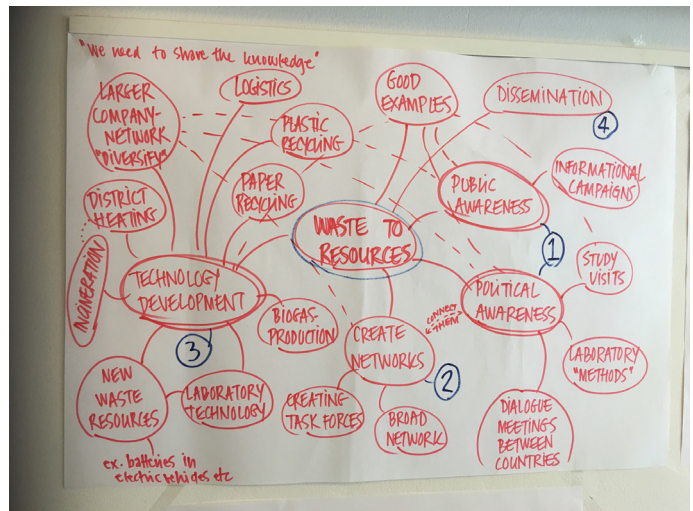 "We need to share the knowledge"
LARGER
COMPANY-
NETWORK
"DIVERSIFY"
LOGISTICS
GOOD
EXAMPLES
DISSEMINATION
4
PLASTIC
RECYCLING
PAPER
RECYCLING
PUBLIC
AWARENESS
INFORMATIONAL
CAMPAIGNS
DISTRICT
HEATING
WASTE TO
RESOURCES
1
STUDY
VISITS
INCINERATION
TECHNOLOGY
DEVELOPMENT
POLITICAL
AWARENESS
BIOGAS-
PRODUCTION
CONNECT
THEM
CREATE
NETWORKS
3
2
LABORATORY
"METHODS"
NEW
WASTE
RESOURCES
LABORATORY
TECHNOLOGY
CREATING
TASK FORCES
BROAD
NETWORK
DIALOGUE
MEETINGS
BETWEEN
COUNTRIES
ex. batteries in
electric vehicles etc